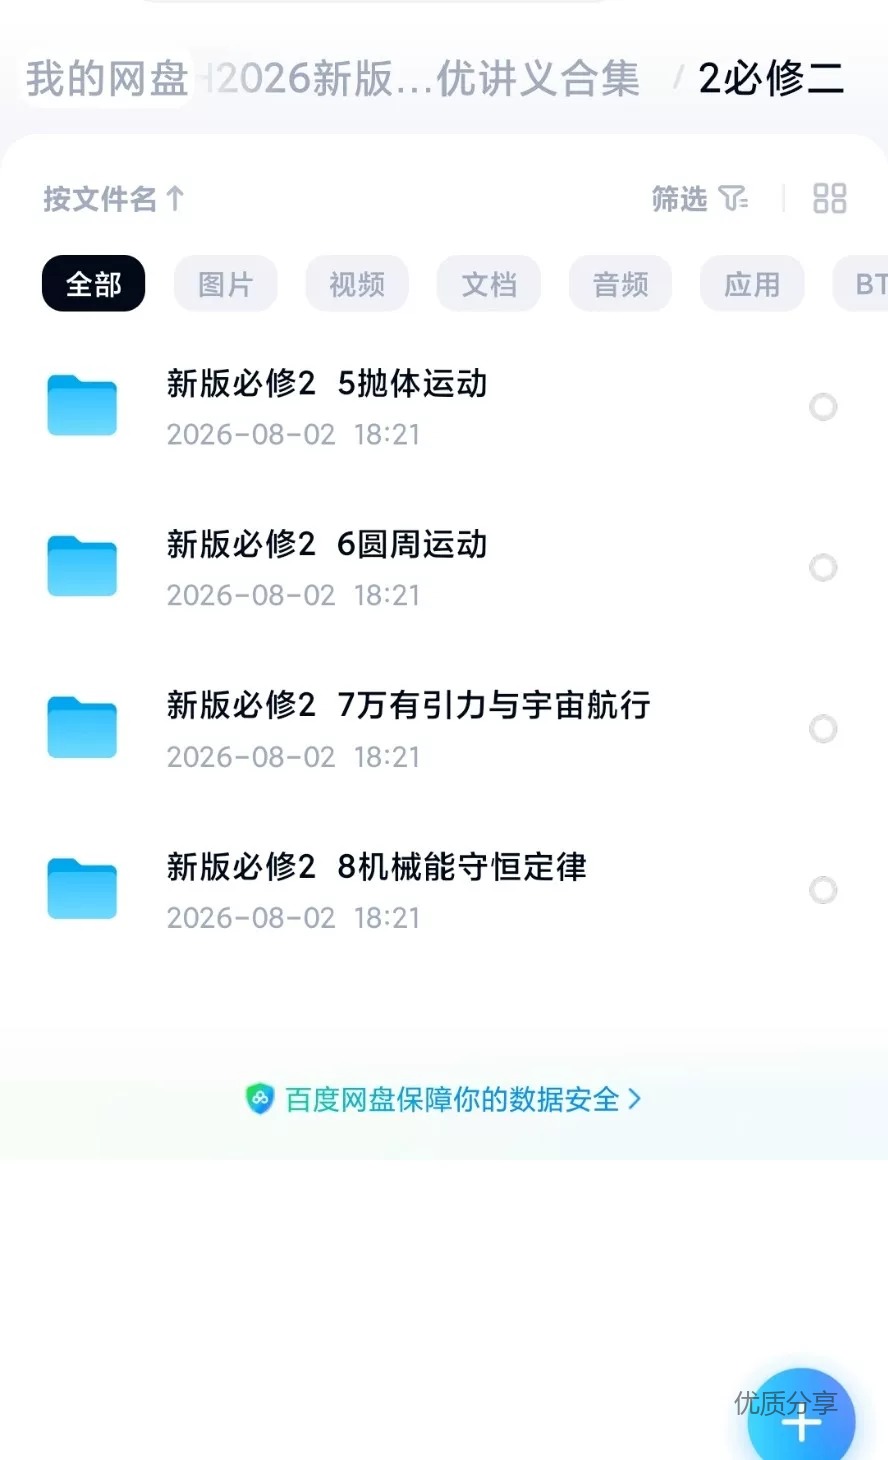 我的网盘 H2026新版...优讲义合集 / 2必修二
按文件名↑ 筛选
全部 图片 视频 文档 音频 应用 BT
新版必修2 5抛体运动
2026-08-02 18:21
新版必修2 6圆周运动
2026-08-02 18:21
新版必修2 7万有引力与宇宙航行
2026-08-02 18:21
新版必修2 8机械能守恒定律
2026-08-02 18:21
百度网盘保障你的数据安全 >
优质分享